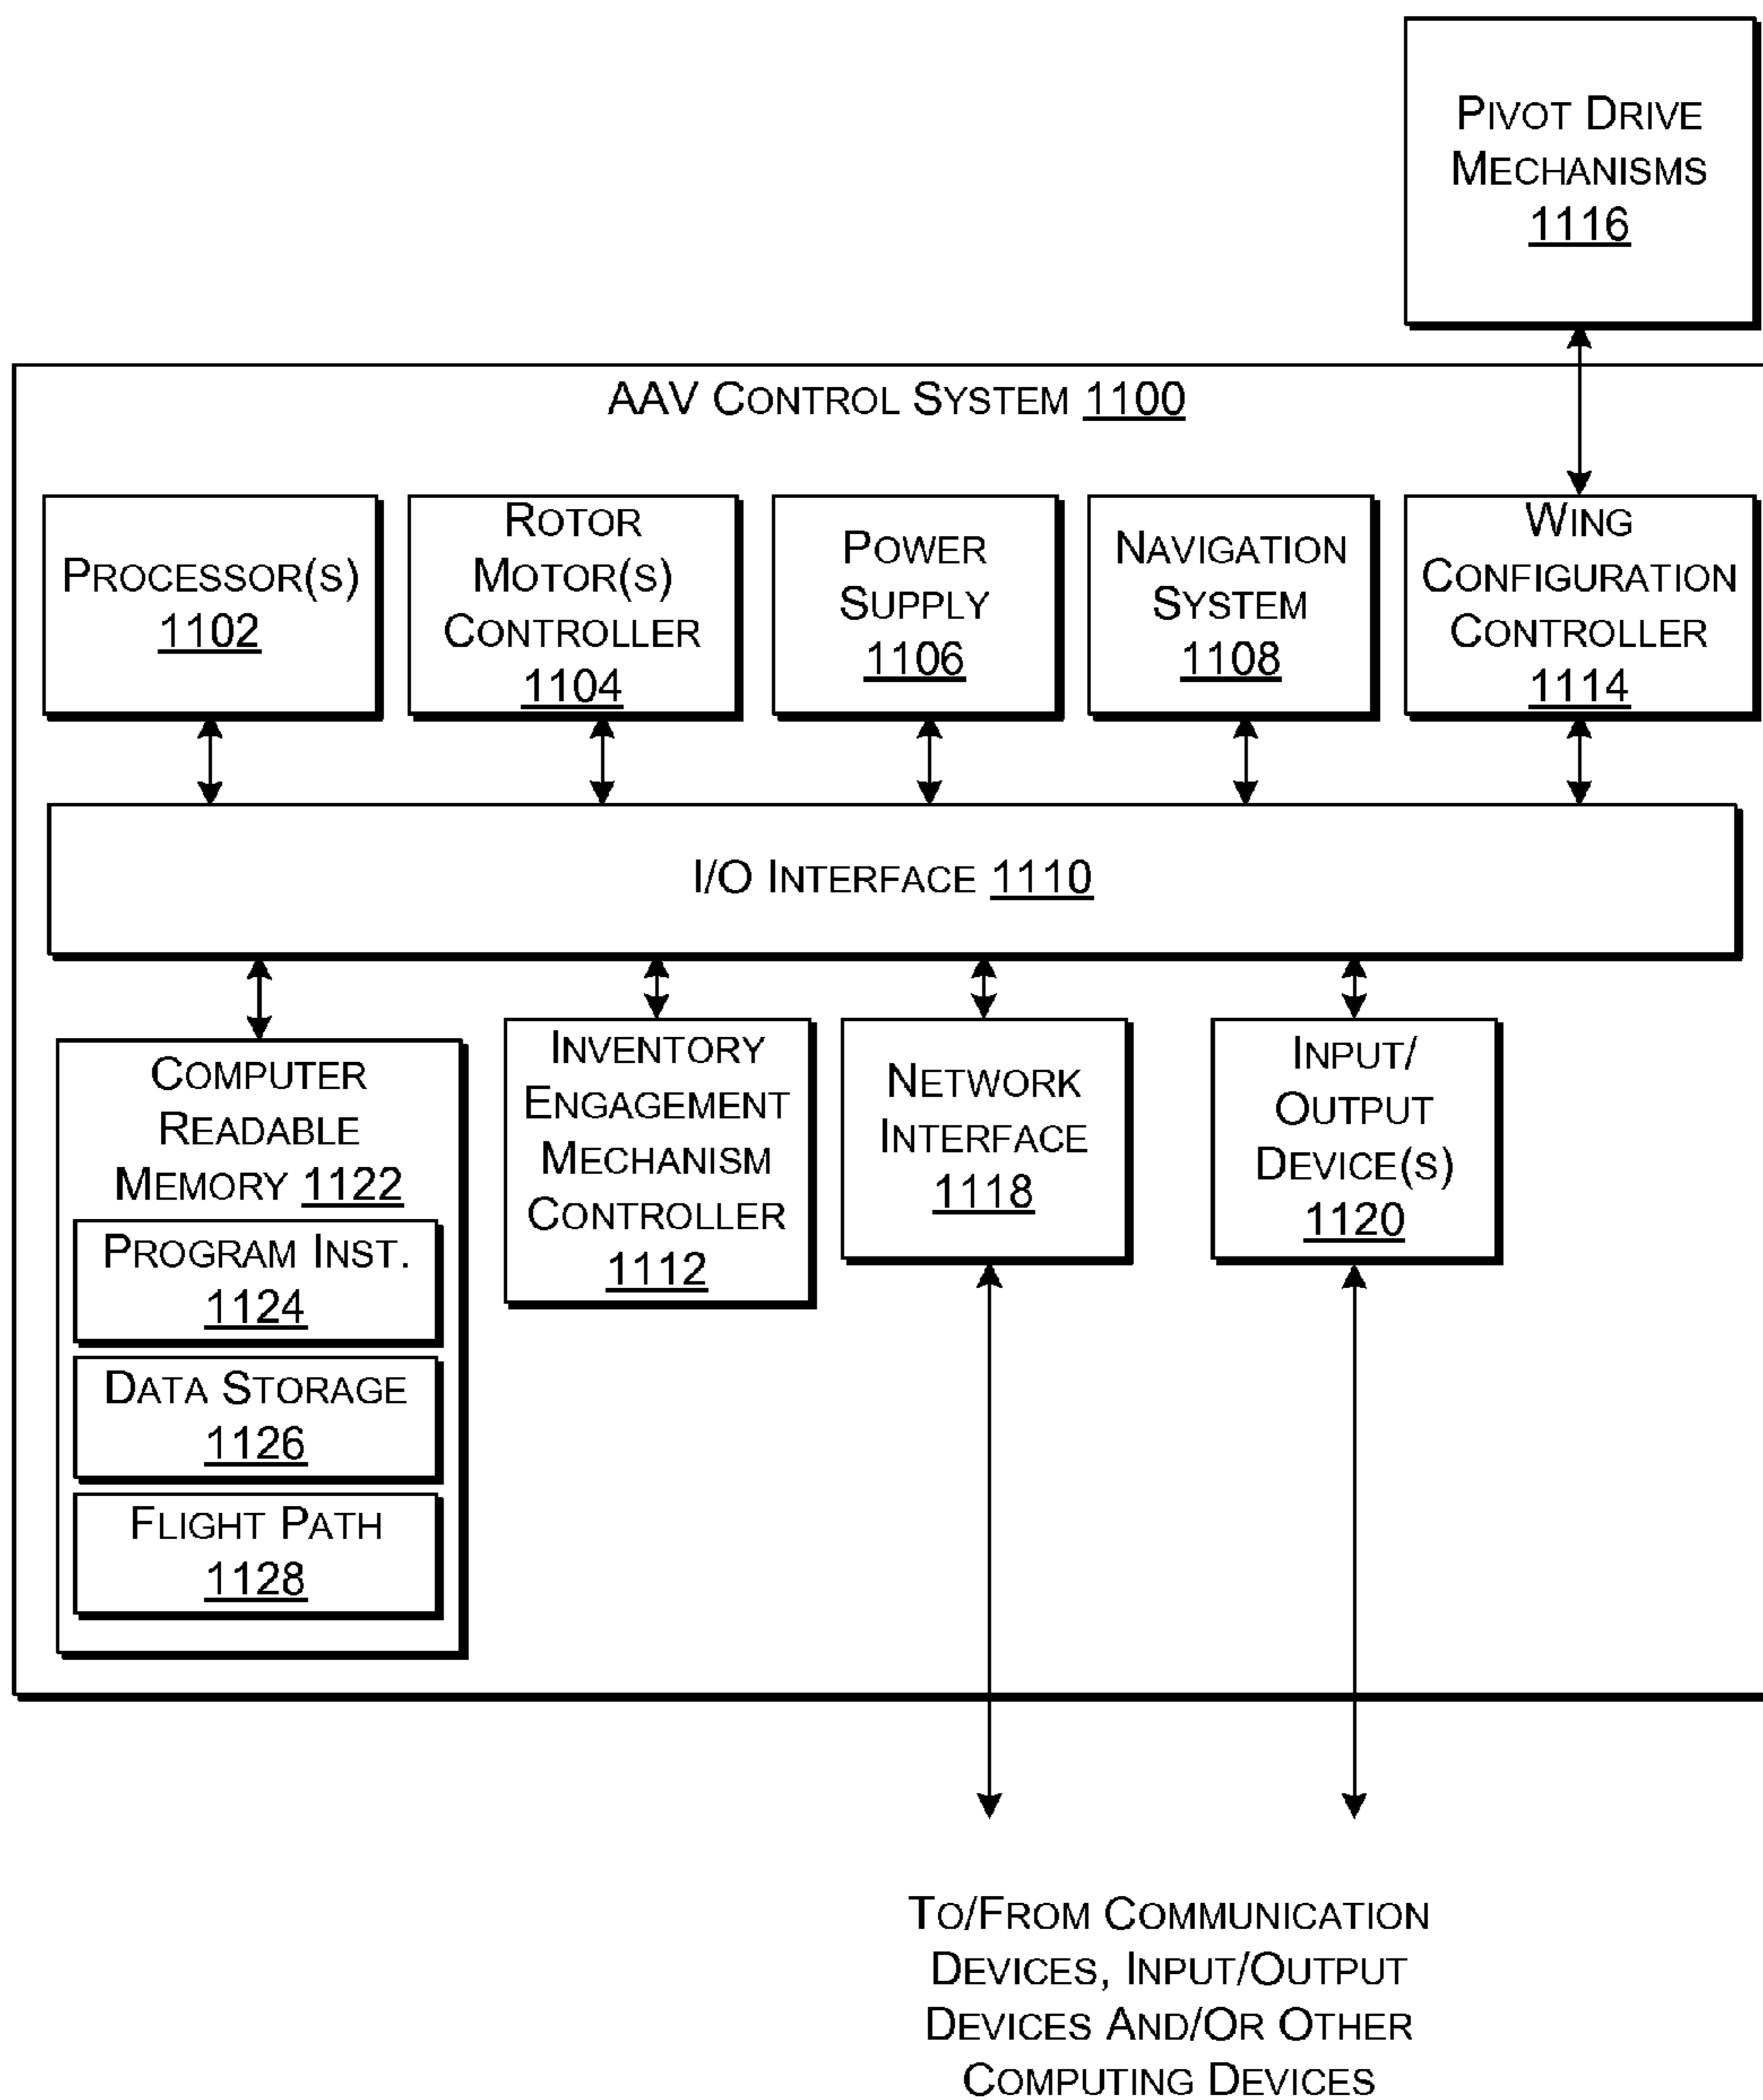 PIVOT DRIVE
MECHANISMS
1116
AAV CONTROL SYSTEM 1100
PROCESSOR(S)
1102
ROTOR
MOTOR(S)
CONTROLLER
1104
POWER
SUPPLY
1106
NAVIGATION
SYSTEM
1108
WING
CONFIGURATION
CONTROLLER
1114
I/O INTERFACE 1110
COMPUTER
READABLE
MEMORY 1122
PROGRAM INST.
1124
DATA STORAGE
1126
FLIGHT PATH
1128
INVENTORY
ENGAGEMENT
MECHANISM
CONTROLLER
1112
NETWORK
INTERFACE
1118
INPUT/
OUTPUT
DEVICE(S)
1120
TO/FROM COMMUNICATION
DEVICES, INPUT/OUTPUT
DEVICES AND/OR OTHER
COMPUTING DEVICES